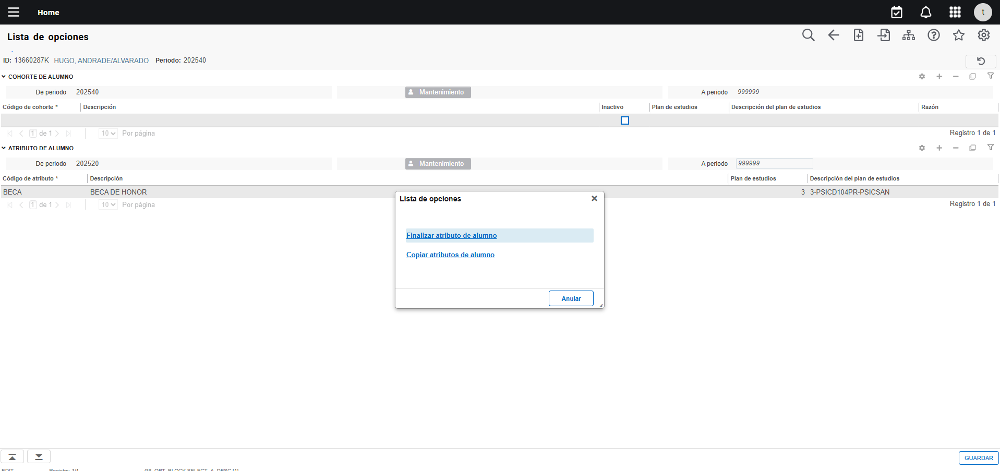 Home
t
Lista de opciones
ID: 13660287K HUGO, ANDRADE/ALVARADO Periodo: 202540
COHORTE DE ALUMNO
De periodo 202540 Mantenimiento A periodo 999999
Código de cohorte * Descripción Inactivo Plan de estudios Descripción del plan de estudios Razón
1 de 1 10 Por página Registro 1 de 1
ATRIBUTO DE ALUMNO
De periodo 202520 Mantenimiento A periodo 999999
Código de atributo * Descripción Plan de estudios Descripción del plan de estudios
BECA BECA DE HONOR 3 3-PSICD104PR-PSICSAN
1 de 1 10 Por página Registro 1 de 1
Lista de opciones
Finalizar atributo de alumno
Copiar atributos de alumno
Anular
GUARDAR
EDIT Registro: 1/1 G$_OPT_BLOCK.SELECT_A_DESC [1]